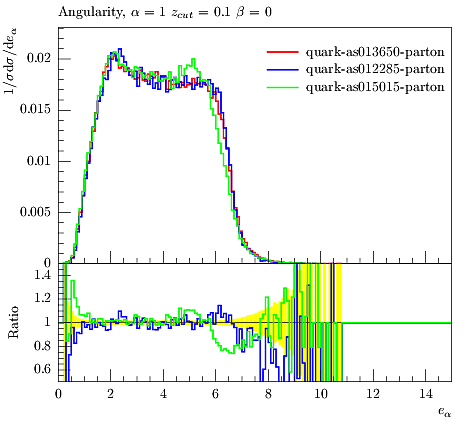 Angularity, α = 1 z_cut = 0.1 β = 0
1/σ dσ/de_α
quark-as013650-parton
quark-as012285-parton
quark-as015015-parton
0.02
0.015
0.01
0.005
0
Ratio
1.4
1.2
1
0.8
0.6
0 2 4 6 8 10 12 14
e_α